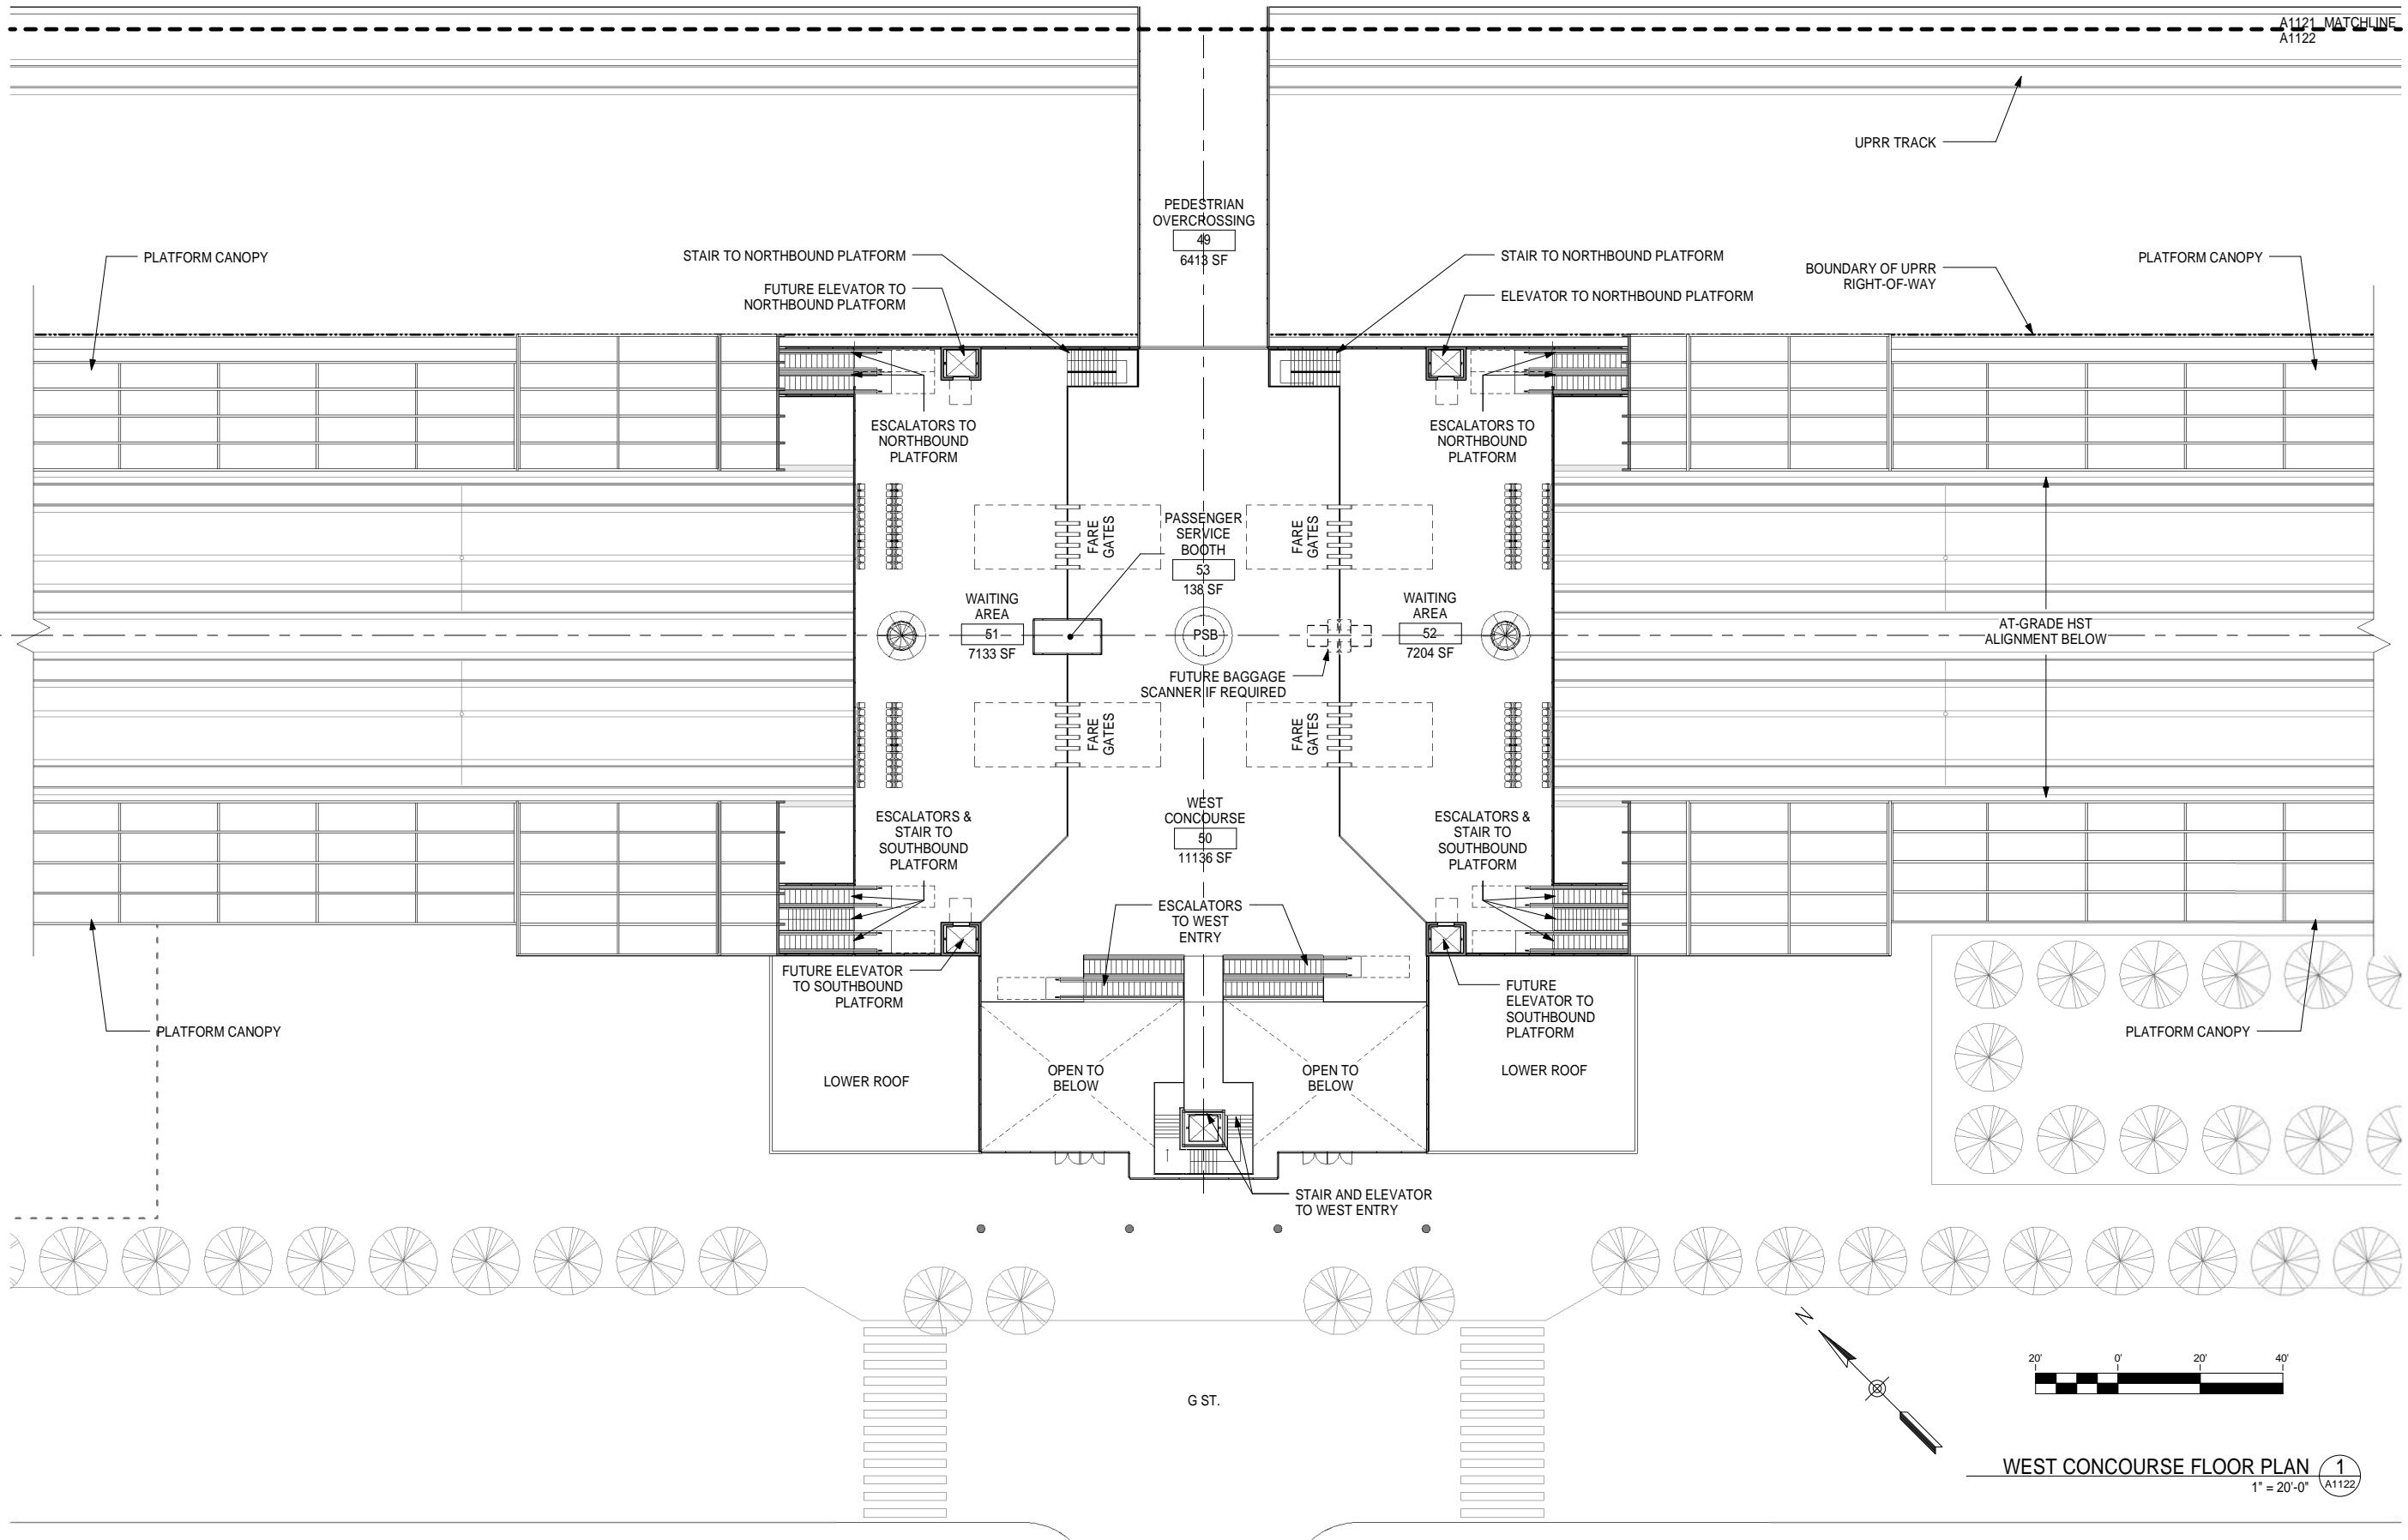 A1121 MATCHLINE
A1122
UPRR TRACK
PEDESTRIAN
OVERCROSSING
49
6413 SF
PLATFORM CANOPY
STAIR TO NORTHBOUND PLATFORM
STAIR TO NORTHBOUND PLATFORM
PLATFORM CANOPY
FUTURE ELEVATOR TO
NORTHBOUND PLATFORM
ELEVATOR TO NORTHBOUND PLATFORM
BOUNDARY OF UPRR
RIGHT-OF-WAY
ESCALATORS TO
NORTHBOUND
PLATFORM
ESCALATORS TO
NORTHBOUND
PLATFORM
FARE
GATES
PASSENGER
SERVICE
BOOTH
53
138 SF
FARE
GATES
WAITING
AREA
51
7133 SF
PSB
WAITING
AREA
52
7204 SF
AT-GRADE HST
ALIGNMENT BELOW
FUTURE BAGGAGE
SCANNER IF REQUIRED
FARE
GATES
FARE
GATES
ESCALATORS &
STAIR TO
SOUTHBOUND
PLATFORM
WEST
CONCOURSE
50
11136 SF
ESCALATORS &
STAIR TO
SOUTHBOUND
PLATFORM
ESCALATORS
TO WEST
ENTRY
FUTURE ELEVATOR
TO SOUTHBOUND
PLATFORM
FUTURE
ELEVATOR TO
SOUTHBOUND
PLATFORM
PLATFORM CANOPY
PLATFORM CANOPY
LOWER ROOF
OPEN TO
BELOW
OPEN TO
BELOW
LOWER ROOF
STAIR AND ELEVATOR
TO WEST ENTRY
G ST.
N
20' 0' 20' 40'
WEST CONCOURSE FLOOR PLAN
1" = 20'-0"
1
A1122